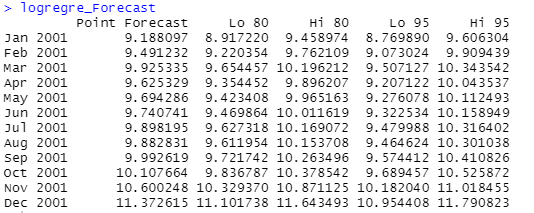 > logregre_Forecast
Point Forecast Lo 80 Hi 80 Lo 95 Hi 95
Jan 2001 9.188097 8.917220 9.458974 8.769890 9.606304
Feb 2001 9.491232 9.220354 9.762109 9.073024 9.909439
Mar 2001 9.925335 9.654457 10.196212 9.507127 10.343542
Apr 2001 9.625329 9.354452 9.896207 9.207122 10.043537
May 2001 9.694286 9.423408 9.965163 9.276078 10.112493
Jun 2001 9.740741 9.469864 10.011619 9.322534 10.158949
Jul 2001 9.898195 9.627318 10.169072 9.479988 10.316402
Aug 2001 9.882831 9.611954 10.153708 9.464624 10.301038
Sep 2001 9.992619 9.721742 10.263496 9.574412 10.410826
Oct 2001 10.107664 9.836787 10.378542 9.689457 10.525872
Nov 2001 10.600248 10.329370 10.871125 10.182040 11.018455
Dec 2001 11.372615 11.101738 11.643493 10.954408 11.790823